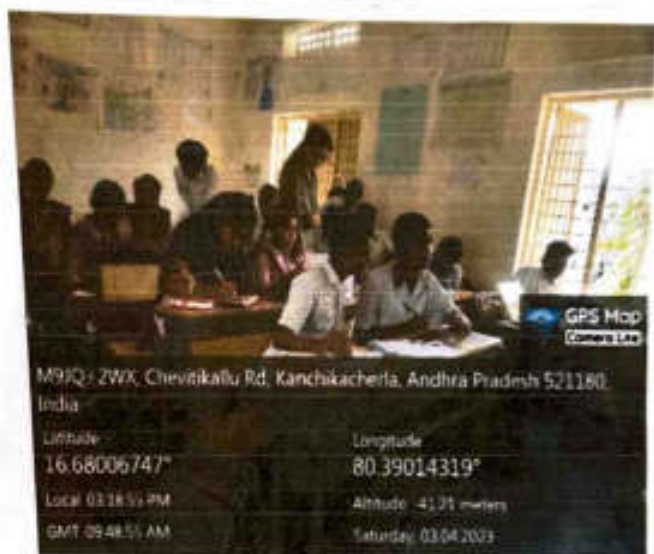 GPS Map
Camera Lite
M9JQ+2WX, Chevitikallu Rd, Kanchikacherla, Andhra Pradesh 521180,
India
Latitude
Longitude
16.68006747°
80.39014319°
Local 03:18:55 PM
Altitude -41.21 meters
GMT 09:48:55 AM
Saturday, 03.04.2023